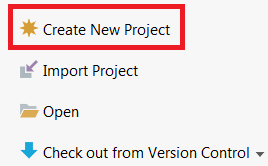 Create New Project
Import Project
Open
Check out from Version Control